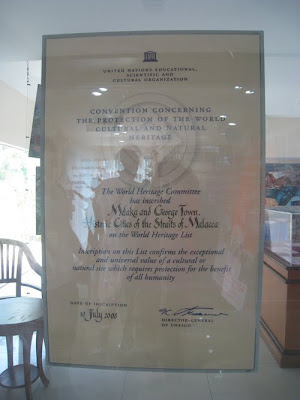 UNITED NATIONS EDUCATIONAL,
SCIENTIFIC AND
CULTURAL ORGANIZATION
CONVENTION CONCERNING
THE PROTECTION OF THE WORLD
CULTURAL AND NATURAL
HERITAGE
The World Heritage Committee
has inscribed
Melaka and George Town,
Historic Cities of the Straits of Malacca
on the World Heritage List
Inscription on this List confirms the exceptional
and universal value of a cultural or
natural site which requires protection for the benefit
of all humanity
DATE OF INSCRIPTION
July 2008
DIRECTOR-GENERAL
OF UNESCO